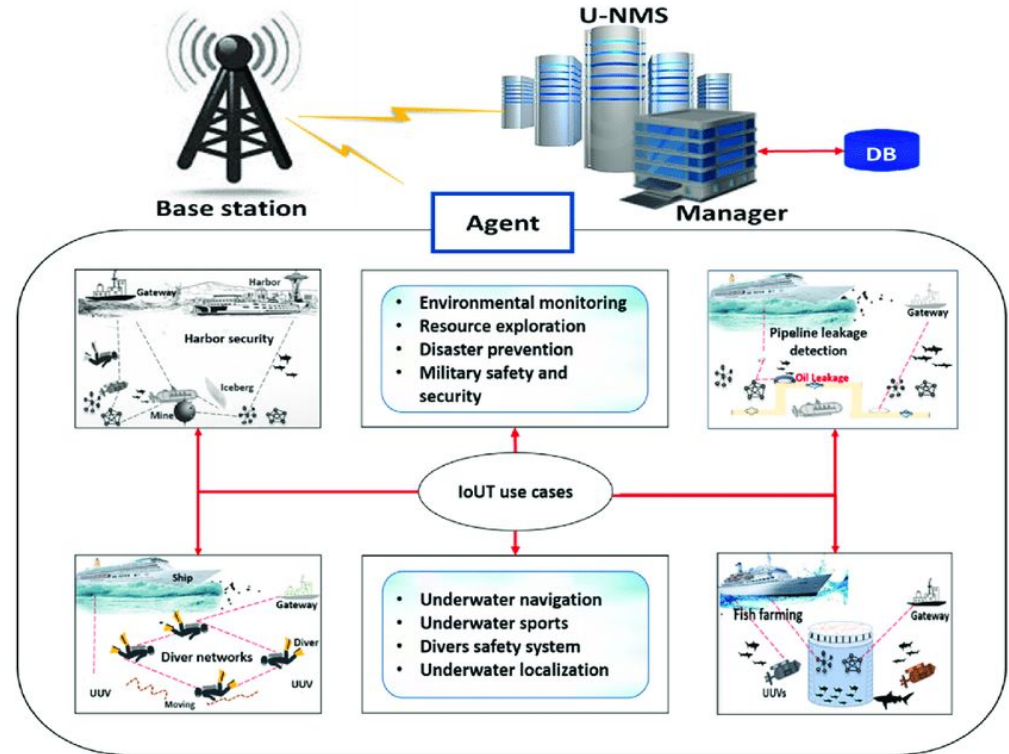 U-NMS
Base station
Manager
DB
Agent
Gateway
Harbor
Harbor security
Iceberg
Mine
• Environmental monitoring
• Resource exploration
• Disaster prevention
• Military safety and
security
Gateway
Pipeline leakage
detection
Oil Leakage
IoUT use cases
Ship
Gateway
Diver
Diver networks
UUV
UUV
Moving
• Underwater navigation
• Underwater sports
• Divers safety system
• Underwater localization
Fish farming
Gateway
UUVs